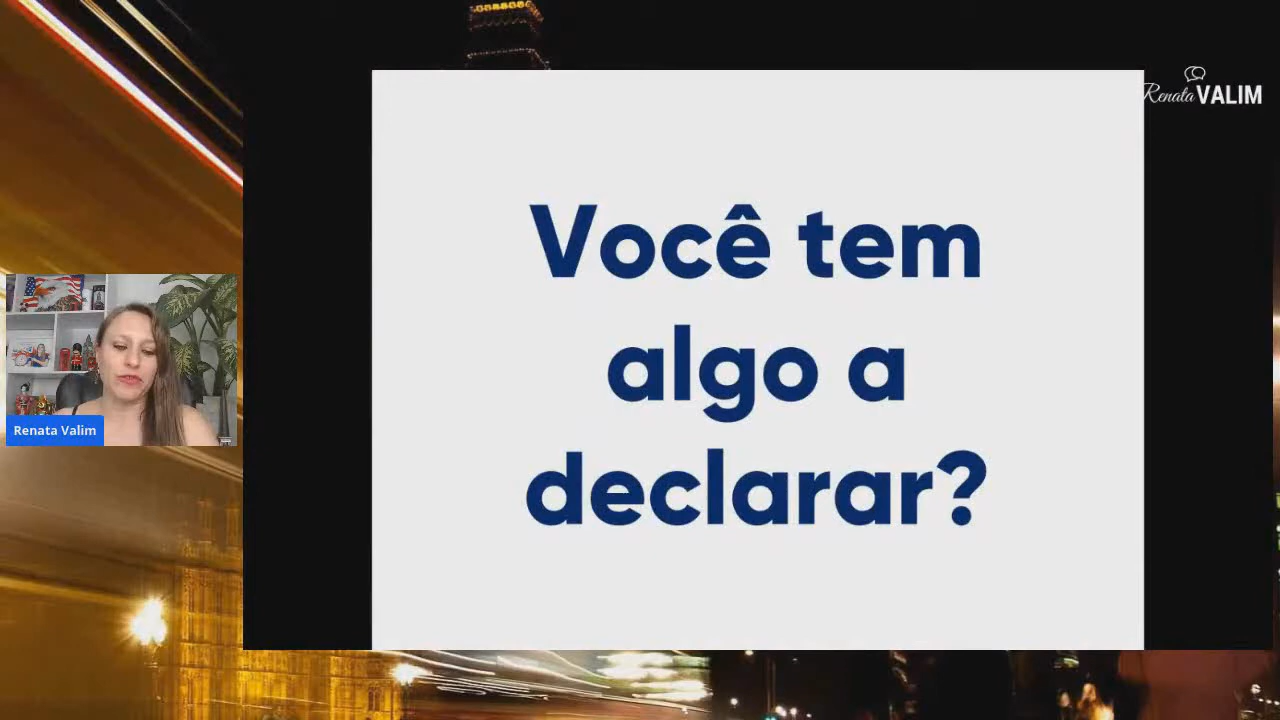 Renata VALIM
Você tem
algo a
declarar?
Renata Valim